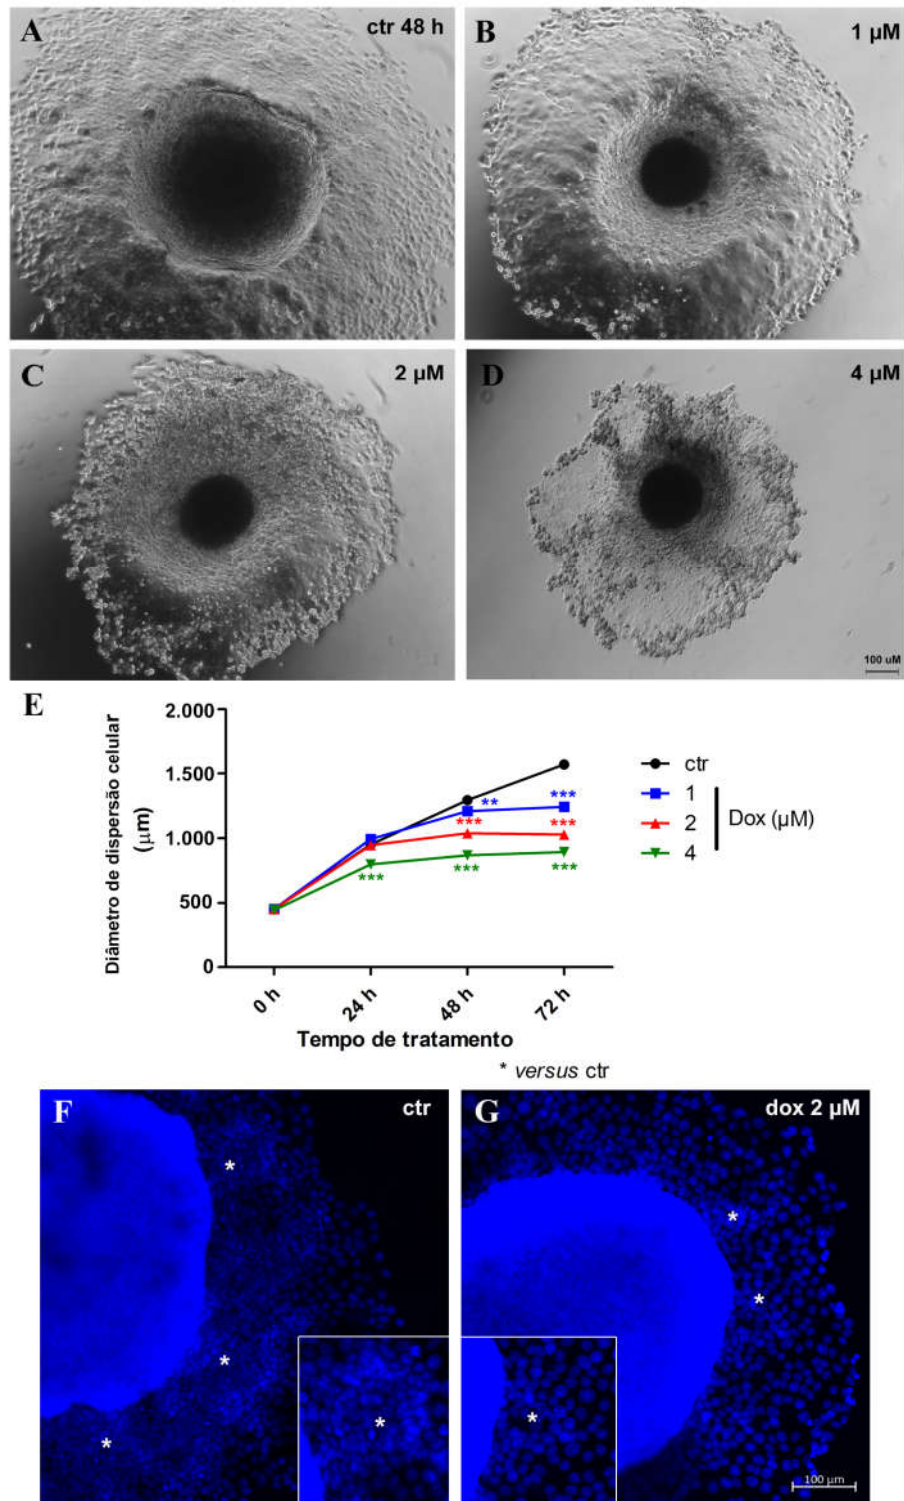 A ctr 48 h
B 1 µM
C 2 µM
D 4 µM
100 uM
E
Diâmetro de dispersão celular
(µm)
2.000
1.500
1.000
500
0
** ***
*** ***
*** *** ***
0 h 24 h 48 h 72 h
Tempo de tratamento
* versus ctr
ctr
1
2
4
Dox (µM)
F ctr
*
*
*
*
G dox 2 µM
*
*
*
100 µm